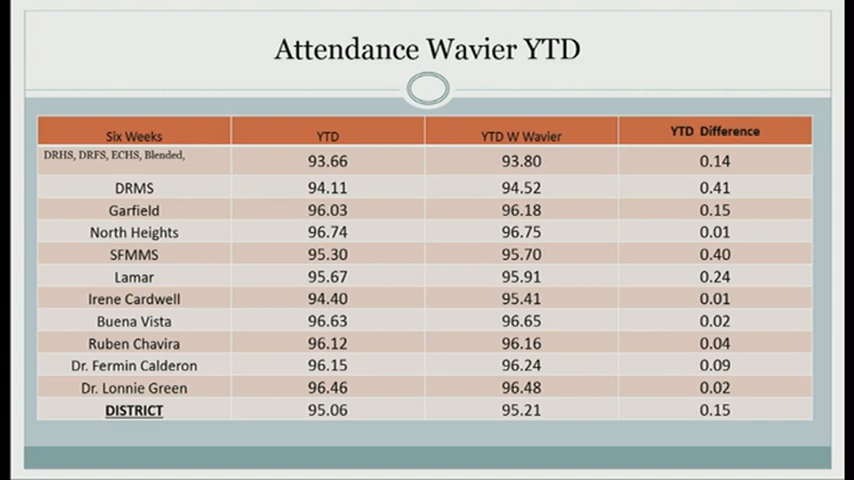 Attendance Wavier YTD
Six Weeks YTD YTD W Wavier YTD Difference
DRHS, DRFS, ECHS, Blended, 93.66 93.80 0.14
DRMS 94.11 94.52 0.41
Garfield 96.03 96.18 0.15
North Heights 96.74 96.75 0.01
SFMMS 95.30 95.70 0.40
Lamar 95.67 95.91 0.24
Irene Cardwell 94.40 95.41 0.01
Buena Vista 96.63 96.65 0.02
Ruben Chavira 96.12 96.16 0.04
Dr. Fermin Calderon 96.15 96.24 0.09
Dr. Lonnie Green 96.46 96.48 0.02
DISTRICT 95.06 95.21 0.15